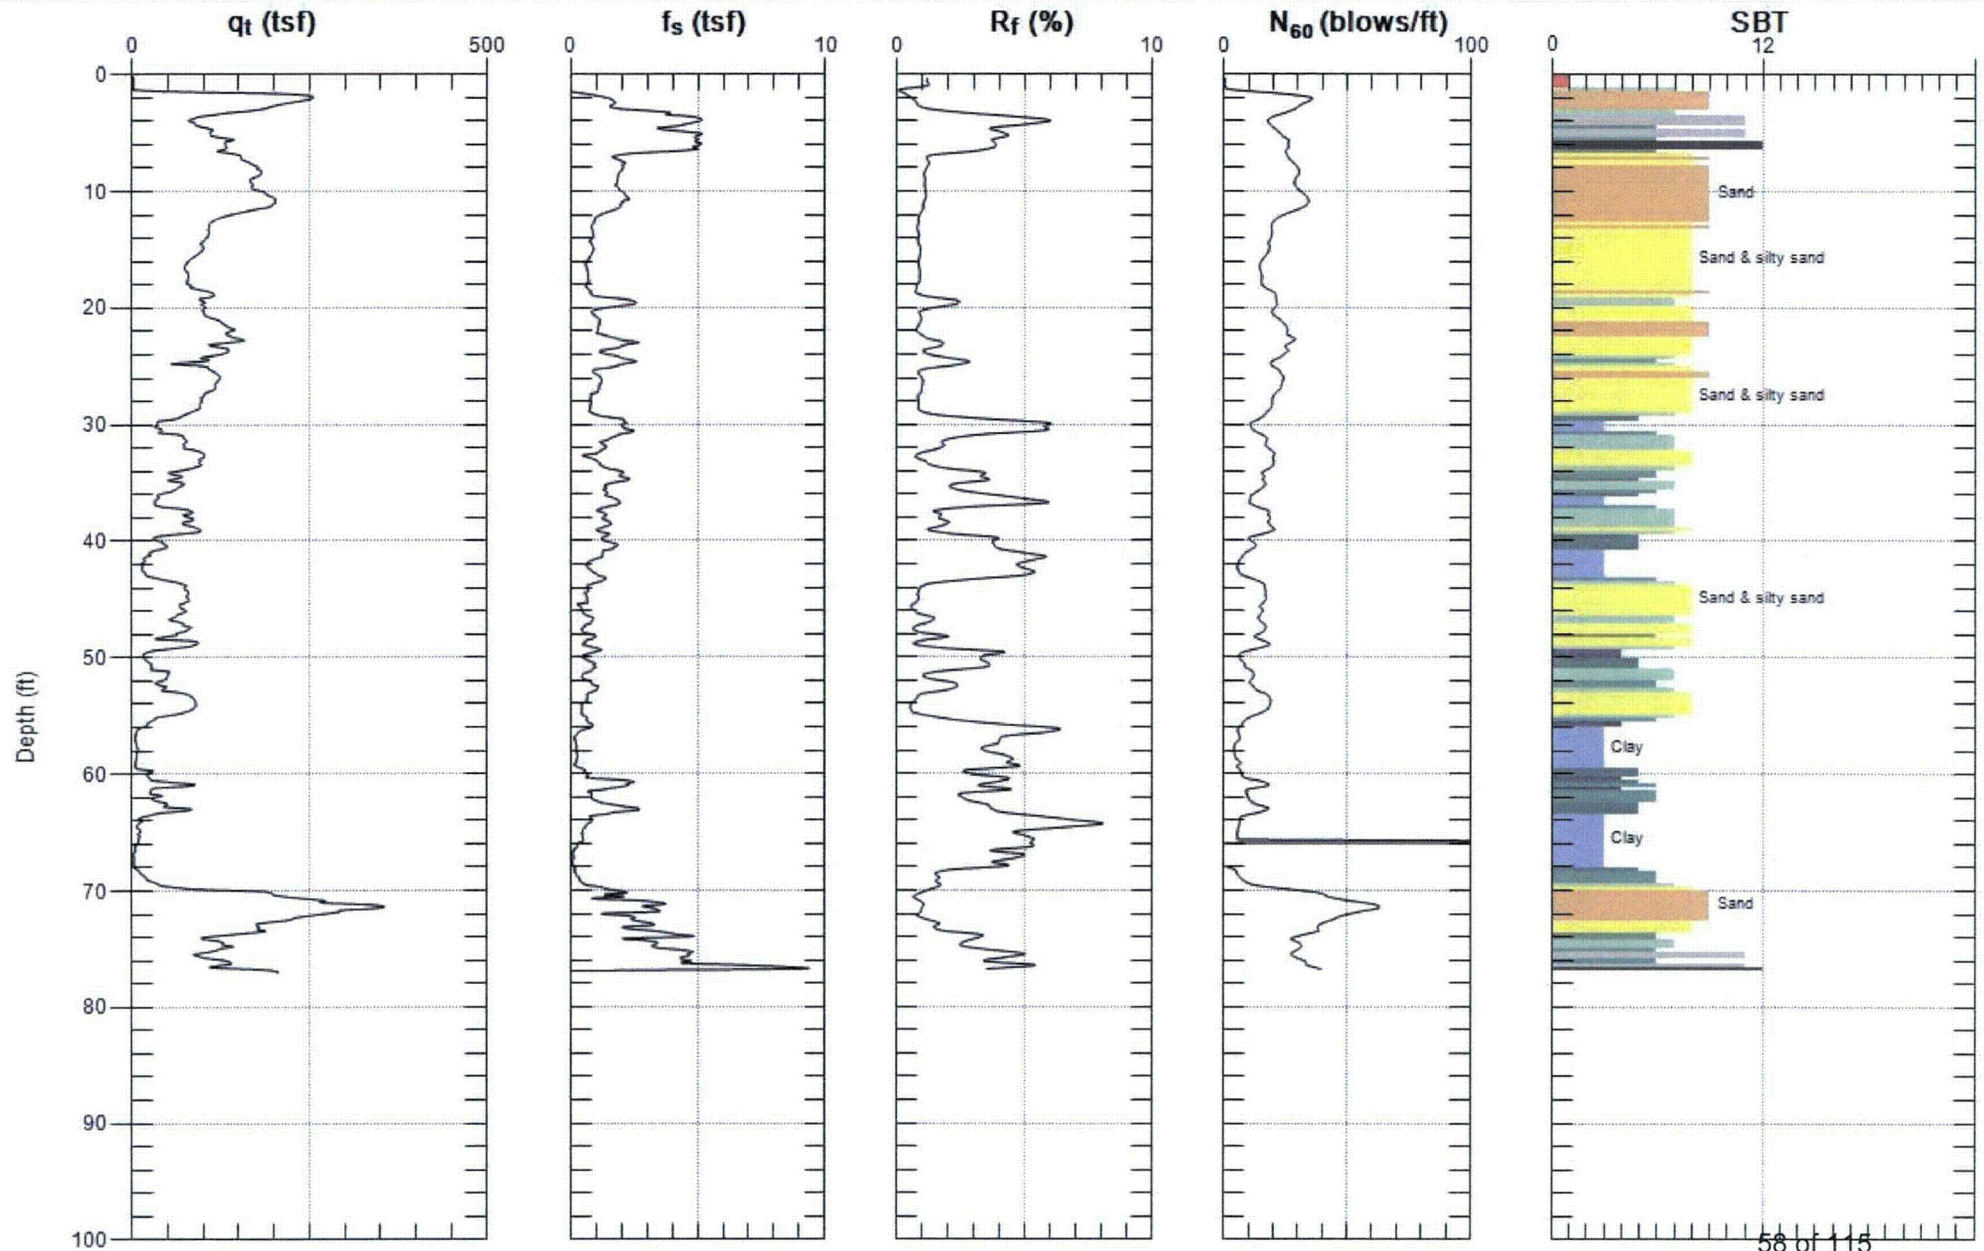 qt (tsf) fs (tsf) Rf (%) N60 (blows/ft) SBT
0 500 0 10 0 10 0 100 0 12
0
10
Sand
Sand & silty sand
20
Sand & silty sand
30
40
Sand & silty sand
50
Depth (ft)
Clay
60
Clay
70
Sand
80
90
100
58 of 115